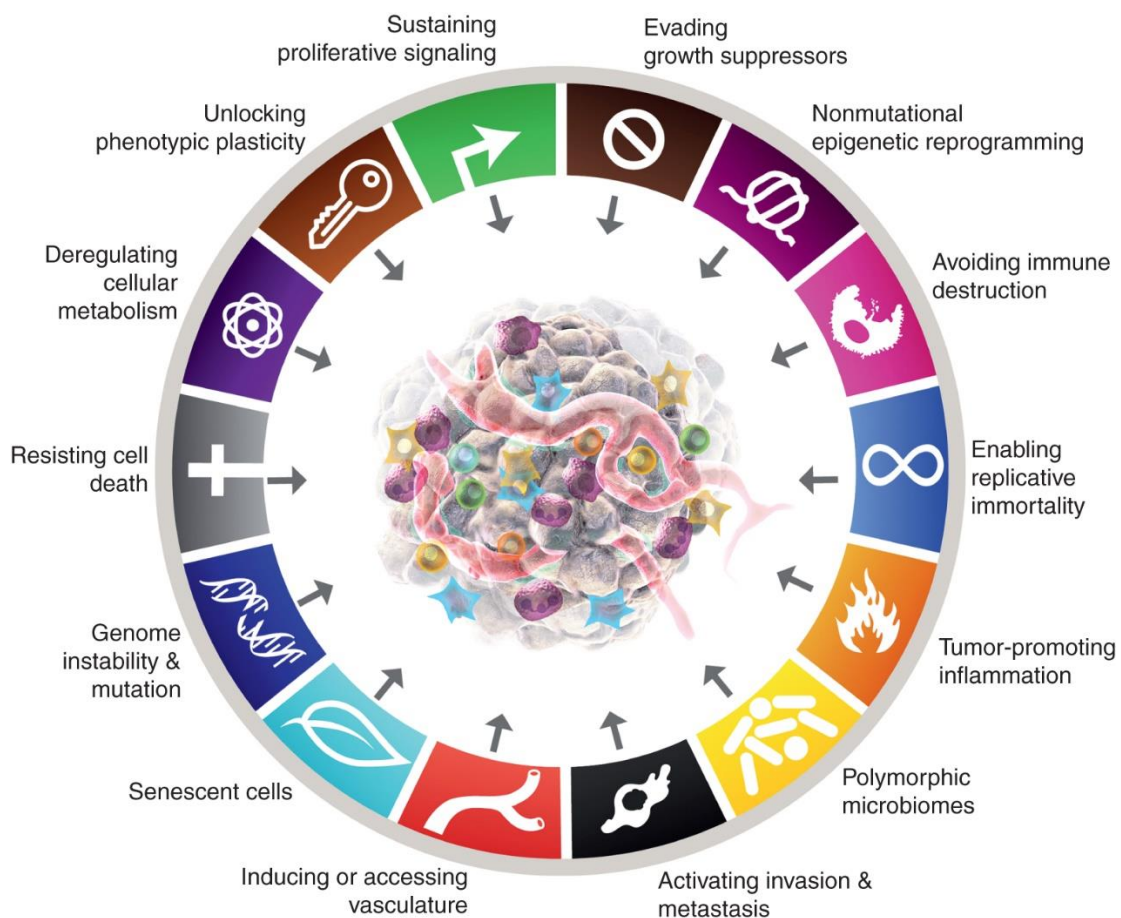 Sustaining
proliferative signaling
Evading
growth suppressors
Nonmutational
epigenetic reprogramming
Avoiding immune
destruction
Enabling
replicative
immortality
Tumor-promoting
inflammation
Polymorphic
microbiomes
Activating invasion &
metastasis
Inducing or accessing
vasculature
Senescent cells
Genome
instability &
mutation
Resisting cell
death
Deregulating
cellular
metabolism
Unlocking
phenotypic plasticity